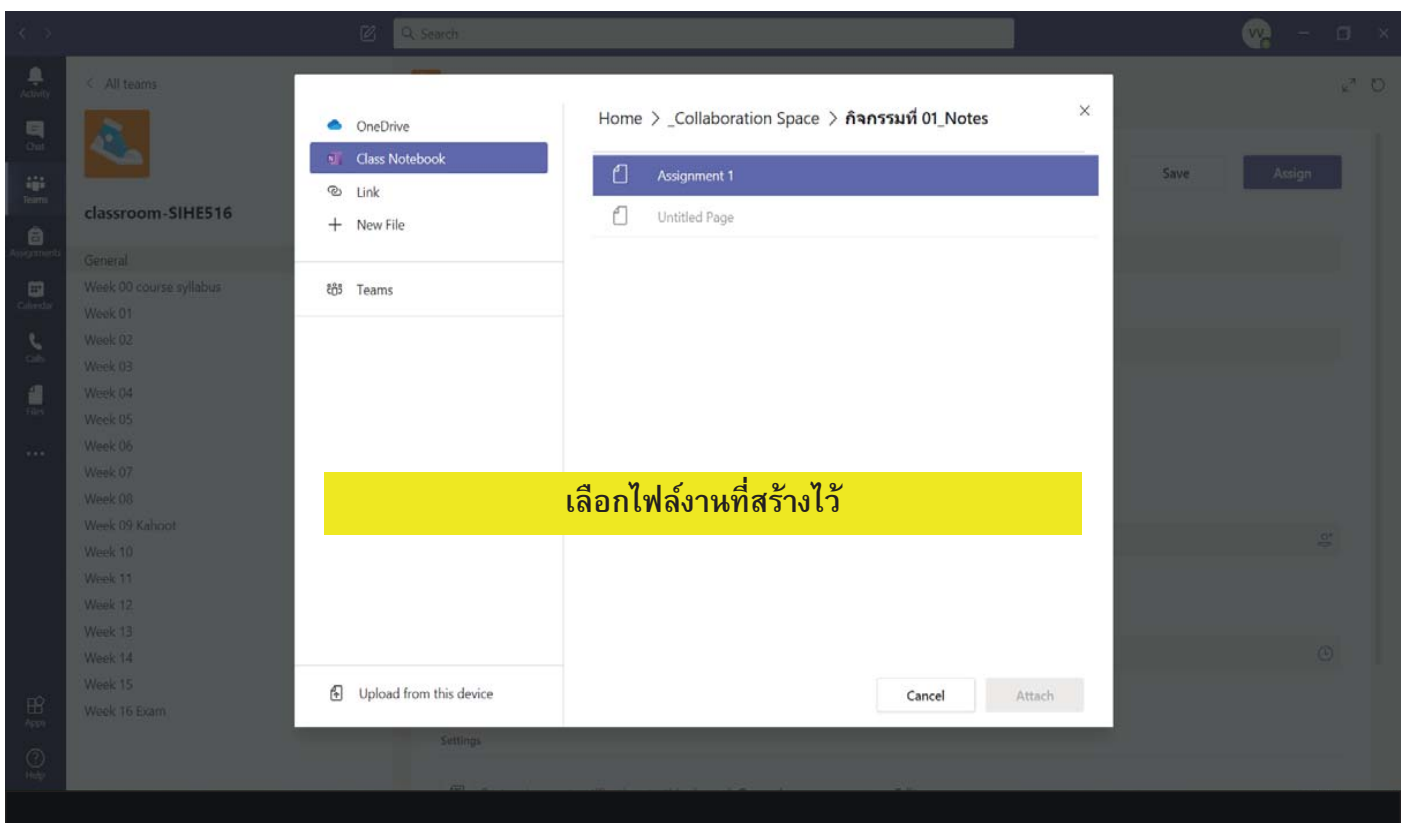 Search
VV
Activity
Chat
Teams
Assignments
Calendar
Calls
Files
Apps
Help
All teams
classroom-SIHE516
General
Week 00 course syllabus
Week 01
Week 02
Week 03
Week 04
Week 05
Week 06
Week 07
Week 08
Week 09 Kahoot
Week 10
Week 11
Week 12
Week 13
Week 14
Week 15
Week 16 Exam
OneDrive
Class Notebook
Link
New File
Teams
Upload from this device
Home > _Collaboration Space > กิจกรรมที่ 01_Notes
Assignment 1
Untitled Page
เลือกไฟล์งานที่สร้างไว้
Cancel Attach
Save Assign
Settings